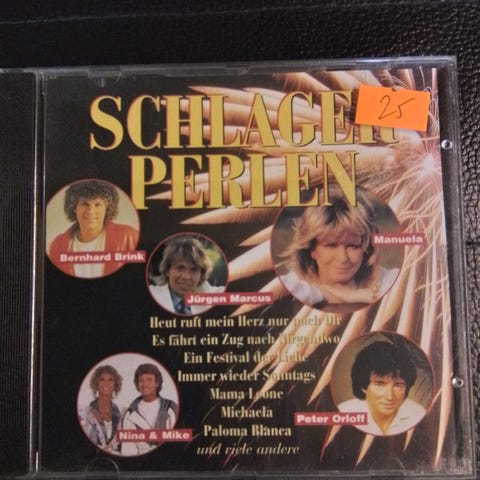 SCHLAGER
25
PERLEN
Bernhard Brink
Manuela
Jürgen Marcus
Heut ruft mein Herz nur nach Dir
Es fährt ein Zug nach Nirgendwo
Ein Festival der Liebe
Immer wieder Sonntags
Mama Leone
Michaela
Paloma Blanca
und viele andere
Nina & Mike
Peter Orloff